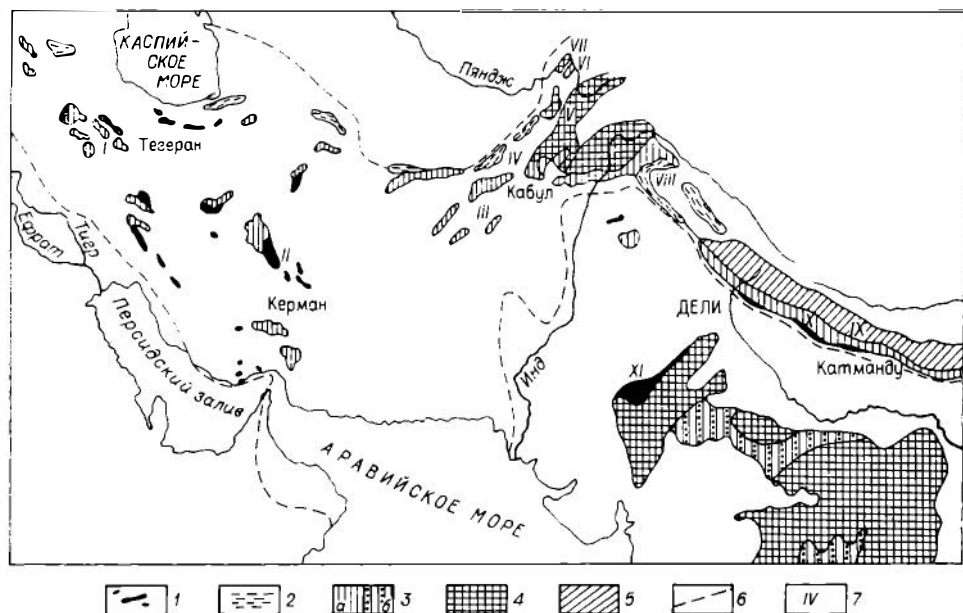 КАСПИЙ-
СКОЕ
МОРЕ
VII
VI
Пяндж
V
I
Тегеран
IV
Кабул
VIII
III
Ефрат
Тигр
II
Керман
ДЕЛИ
X
IX
Персидский залив
Инд
XI
Катманду
АРАВИЙСКОЕ МОРЕ
1 2 а б 3 4 5 6 IV 7